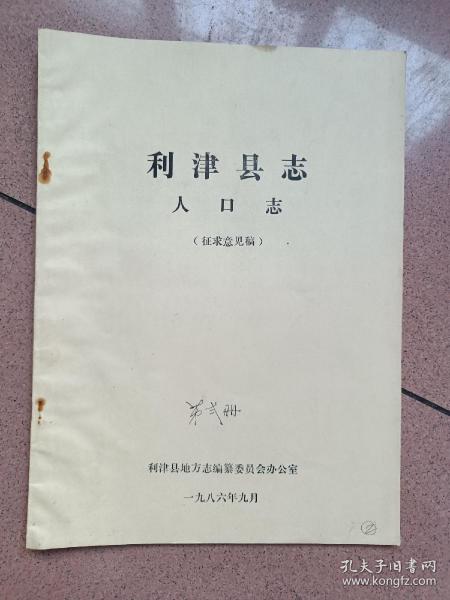 利津县志
人口志
（征求意见稿）
第弍册
利津县地方志编纂委员会办公室
一九八六年九月
②
孔夫子旧书网
www.kongfz.com